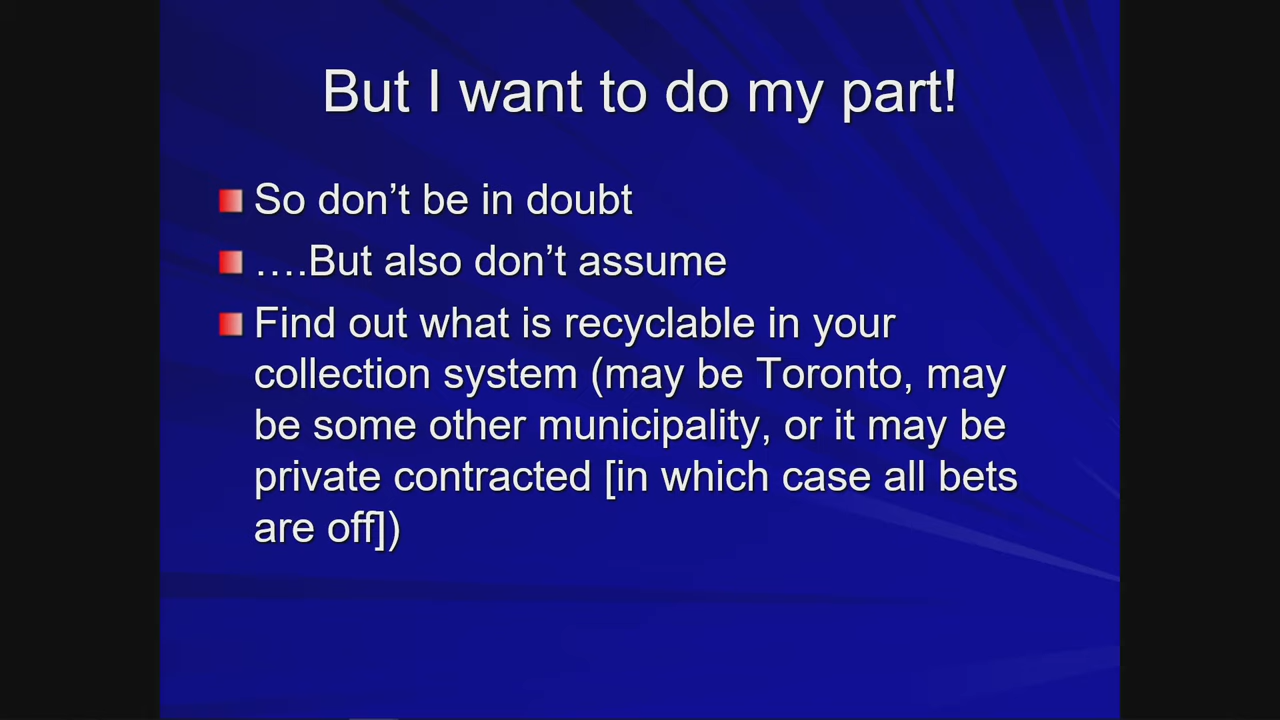 But I want to do my part!
So don’t be in doubt
….But also don’t assume
Find out what is recyclable in your
collection system (may be Toronto, may
be some other municipality, or it may be
private contracted [in which case all bets
are off])